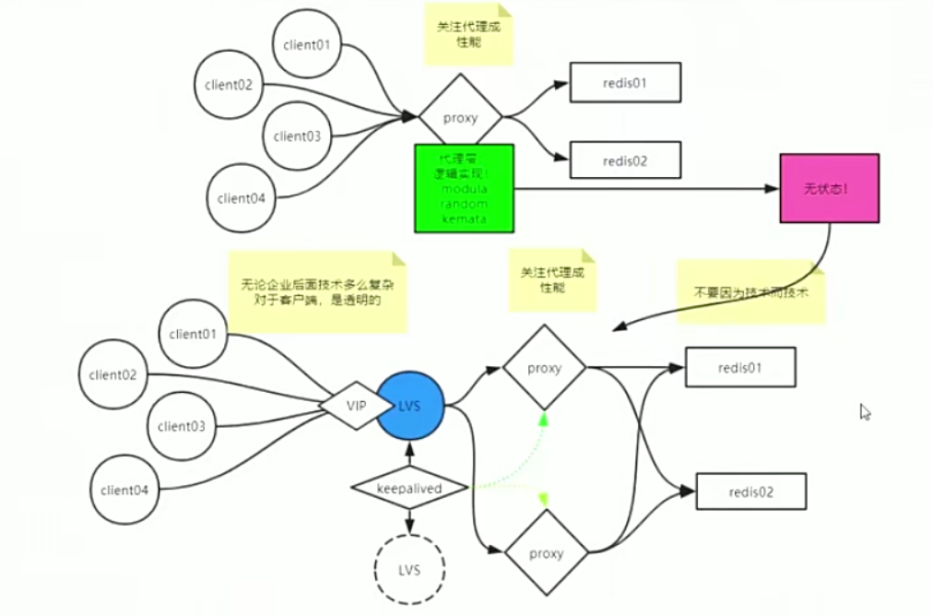 关注代理成
性能
client01
client02
client03
client04
proxy
redis01
redis02
代理层
逻辑实现！
modula
random
kemata
无状态！
无论企业后面技术多么复杂
对于客户端，是透明的
关注代理成
性能
不要因为技术而技术
client01
client02
client03
client04
VIP
LVS
keepalived
LVS
proxy
proxy
redis01
redis02